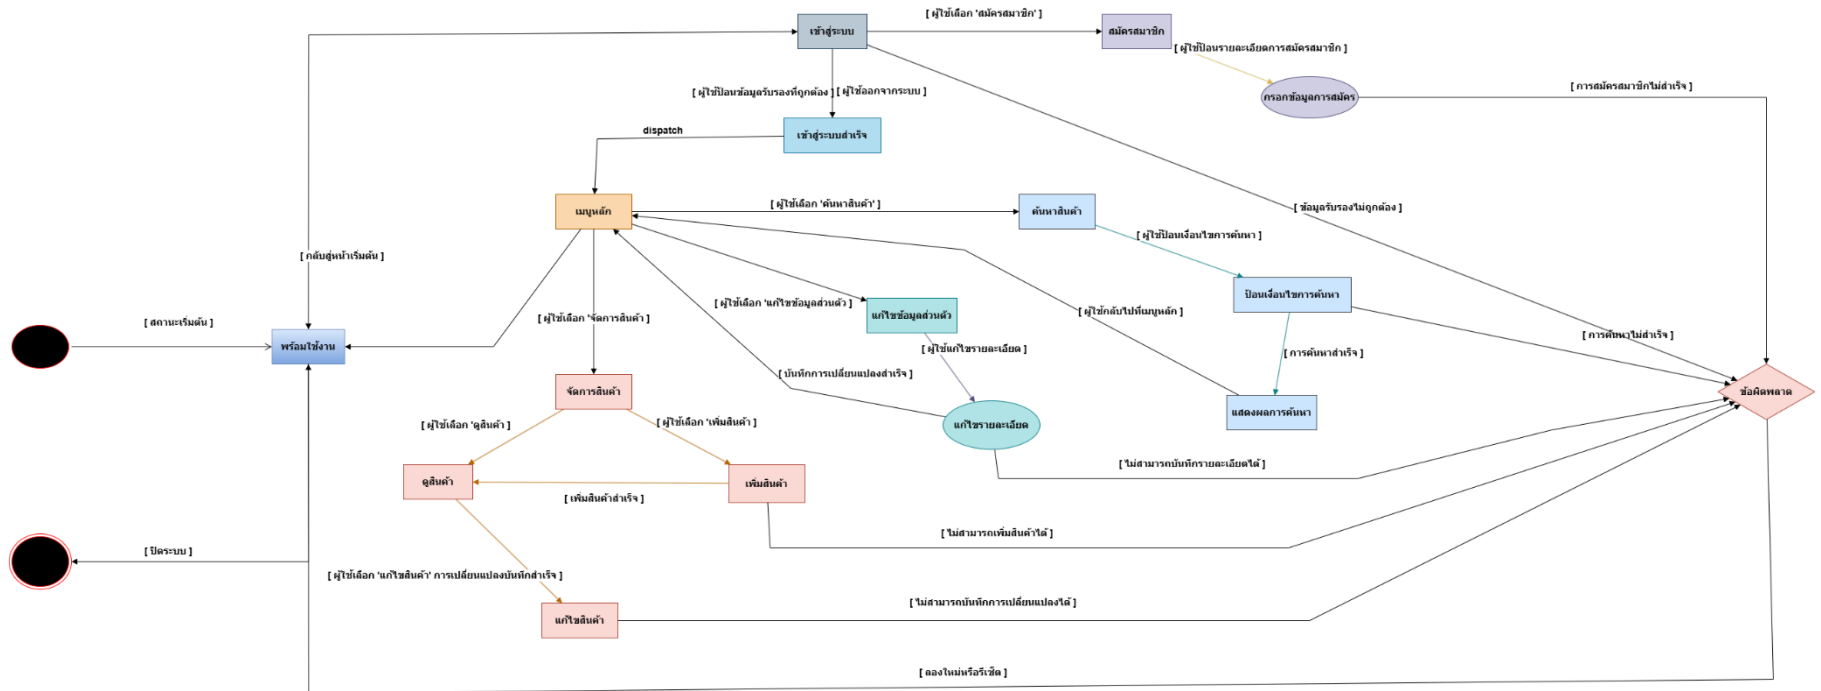 [ ผู้ใช้เลือก 'สมัครสมาชิก' ]
เข้าสู่ระบบ
สมัครสมาชิก
[ ผู้ใช้ป้อนรายละเอียดการสมัครสมาชิก ]
[ ผู้ใช้ป้อนข้อมูลรับรองที่ถูกต้อง ]
[ ผู้ใช้ออกจากระบบ ]
กรอกข้อมูลการสมัคร
[ การสมัครสมาชิกไม่สำเร็จ ]
dispatch
เข้าสู่ระบบสำเร็จ
เมนูหลัก
[ ผู้ใช้เลือก 'ค้นหาสินค้า' ]
ค้นหาสินค้า
[ ข้อมูลรับรองไม่ถูกต้อง ]
[ ผู้ใช้ป้อนเงื่อนไขการค้นหา ]
[ กลับสู่หน้าเริ่มต้น ]
ป้อนเงื่อนไขการค้นหา
[ ผู้ใช้เลือก 'แก้ไขข้อมูลส่วนตัว' ]
แก้ไขข้อมูลส่วนตัว
[ ผู้ใช้กลับไปที่เมนูหลัก ]
[ สถานะเริ่มต้น ]
[ ผู้ใช้เลือก 'จัดการสินค้า' ]
พร้อมใช้งาน
[ ผู้ใช้แก้ไขรายละเอียด ]
[ การค้นหาสำเร็จ ]
[ การค้นหาไม่สำเร็จ ]
[ บันทึกการเปลี่ยนแปลงสำเร็จ ]
จัดการสินค้า
ข้อผิดพลาด
แสดงผลการค้นหา
[ ผู้ใช้เลือก 'ดูสินค้า' ]
[ ผู้ใช้เลือก 'เพิ่มสินค้า' ]
แก้ไขรายละเอียด
[ ไม่สามารถบันทึกรายละเอียดได้ ]
ดูสินค้า
เพิ่มสินค้า
[ เพิ่มสินค้าสำเร็จ ]
[ ไม่สามารถเพิ่มสินค้าได้ ]
[ ปิดระบบ ]
[ ผู้ใช้เลือก 'แก้ไขสินค้า' การเปลี่ยนแปลงบันทึกสำเร็จ ]
[ ไม่สามารถบันทึกการเปลี่ยนแปลงได้ ]
แก้ไขสินค้า
[ ลองใหม่หรือรีเซ็ต ]